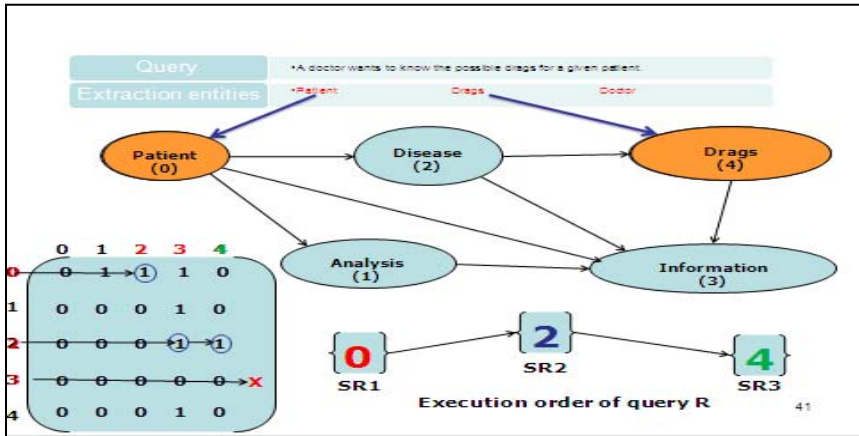 Query
•A doctor wants to know the possible drags for a given patient.
Extraction entities
•Patient Drags Doctor
Patient
(0)
Disease
(2)
Drags
(4)
Analysis
(1)
Information
(3)
0 1 2 3 4
0 0 1 1 1 0
1 0 0 0 1 0
2 0 0 0 1 1
3 0 0 0 0 0 X
4 0 0 0 1 0
0
SR1
2
SR2
4
SR3
Execution order of query R
41